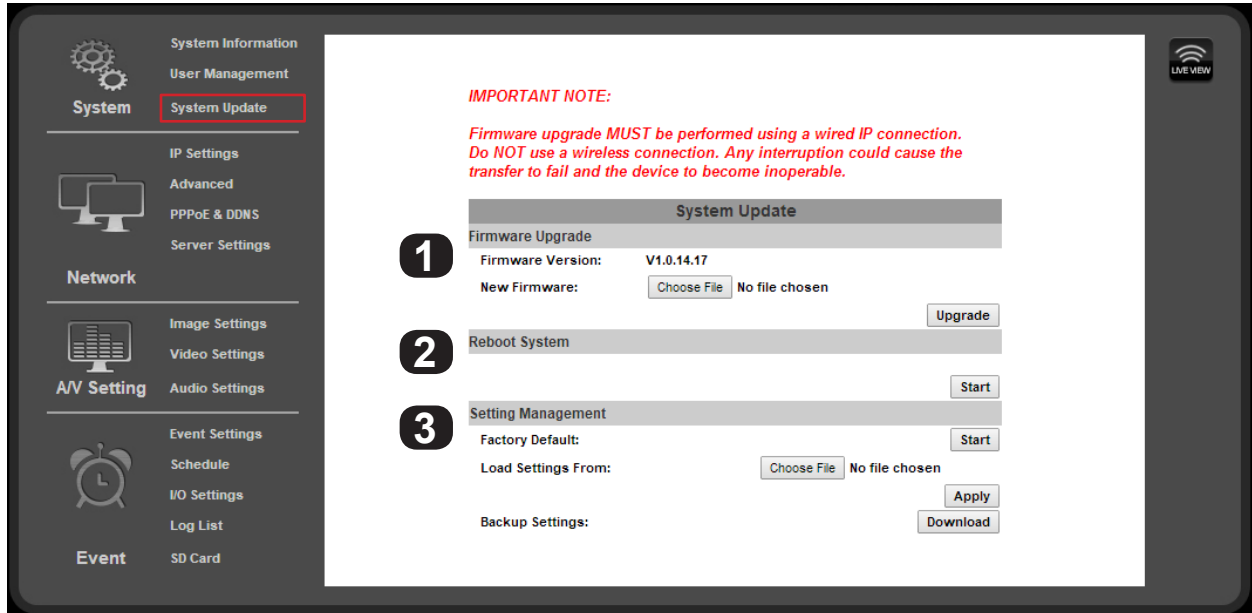 System Information
User Management
System
System Update
IP Settings
Advanced
PPPoE & DDNS
Server Settings
Network
Image Settings
Video Settings
A/V Setting
Audio Settings
Event Settings
Schedule
I/O Settings
Log List
Event
SD Card
LIVE VIEW
IMPORTANT NOTE:
Firmware upgrade MUST be performed using a wired IP connection.
Do NOT use a wireless connection. Any interruption could cause the
transfer to fail and the device to become inoperable.
System Update
1
Firmware Upgrade
Firmware Version: V1.0.14.17
New Firmware: Choose File No file chosen
Upgrade
2
Reboot System
Start
3
Setting Management
Factory Default: Start
Load Settings From: Choose File No file chosen
Apply
Backup Settings: Download